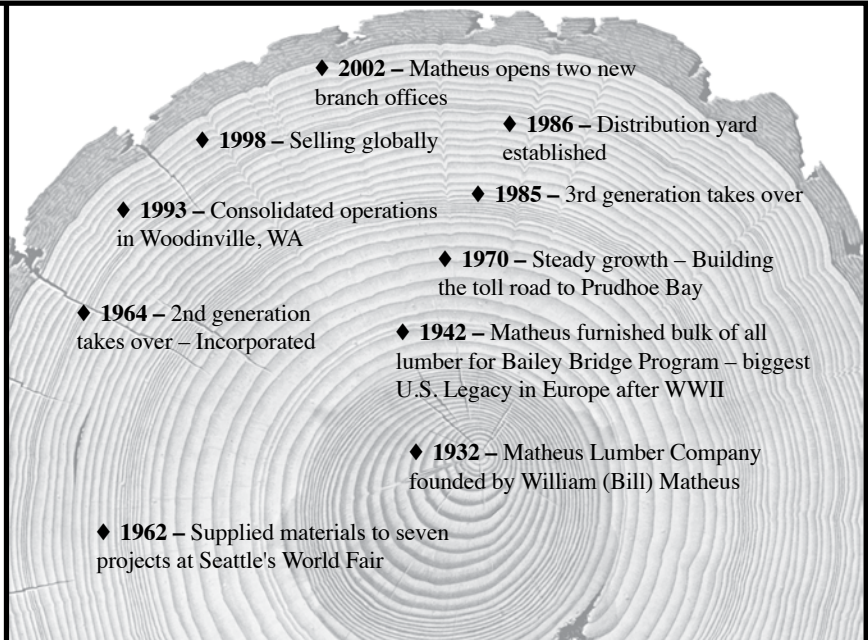 ♦ 2002 – Matheus opens two new
branch offices
♦ 1986 – Distribution yard
established
♦ 1998 – Selling globally
♦ 1985 – 3rd generation takes over
♦ 1993 – Consolidated operations
in Woodinville, WA
♦ 1970 – Steady growth – Building
the toll road to Prudhoe Bay
♦ 1964 – 2nd generation
takes over – Incorporated
♦ 1942 – Matheus furnished bulk of all
lumber for Bailey Bridge Program – biggest
U.S. Legacy in Europe after WWII
♦ 1932 – Matheus Lumber Company
founded by William (Bill) Matheus
♦ 1962 – Supplied materials to seven
projects at Seattle's World Fair